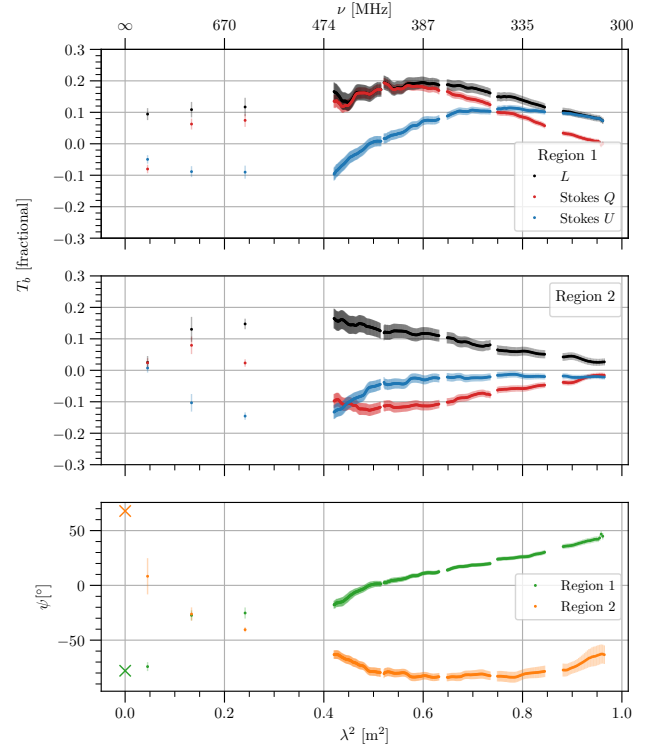 ν [MHz]
∞ 670 474 387 335 300
0.3
0.2
0.1
0.0
−0.1
−0.2
−0.3
Region 1
L
Stokes Q
Stokes U
T_b [fractional]
0.3
0.2
0.1
0.0
−0.1
−0.2
−0.3
Region 2
50
0
−50
ψ[°]
Region 1
Region 2
0.0 0.2 0.4 0.6 0.8 1.0
λ² [m²]